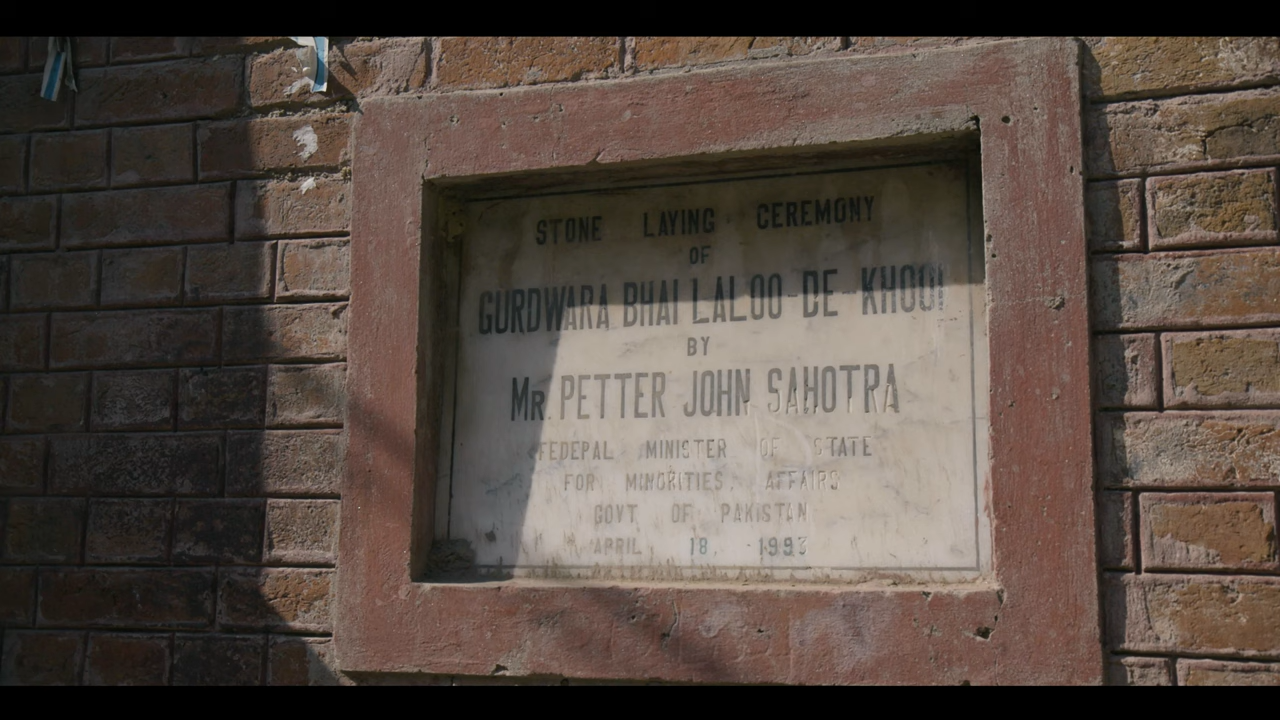 STONE LAYING CEREMONY
OF
GURDWARA BHAI LALOO-DE KHOOI
BY
MR. PETTER JOHN SAHOTRA
FEDEPAL MINISTER OF STATE
FOR MINORITIES, AFFAIRS
GOVT OF PAKISTAN
APRIL 18 1993